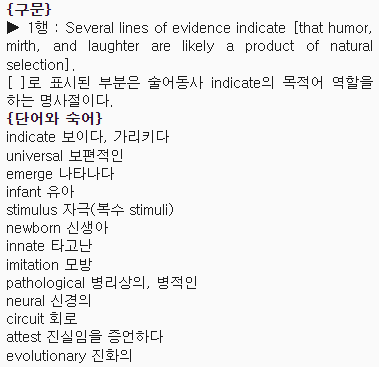 {구문}
▶ 1행 : Several lines of evidence indicate [that humor,
mirth, and laughter are likely a product of natural
selection].
[ ]로 표시된 부분은 술어동사 indicate의 목적어 역할을
하는 명사절이다.
{단어와 숙어}
indicate 보이다, 가리키다
universal 보편적인
emerge 나타나다
infant 유아
stimulus 자극(복수 stimuli)
newborn 신생아
innate 타고난
imitation 모방
pathological 병리상의, 병적인
neural 신경의
circuit 회로
attest 진실임을 증언하다
evolutionary 진화의